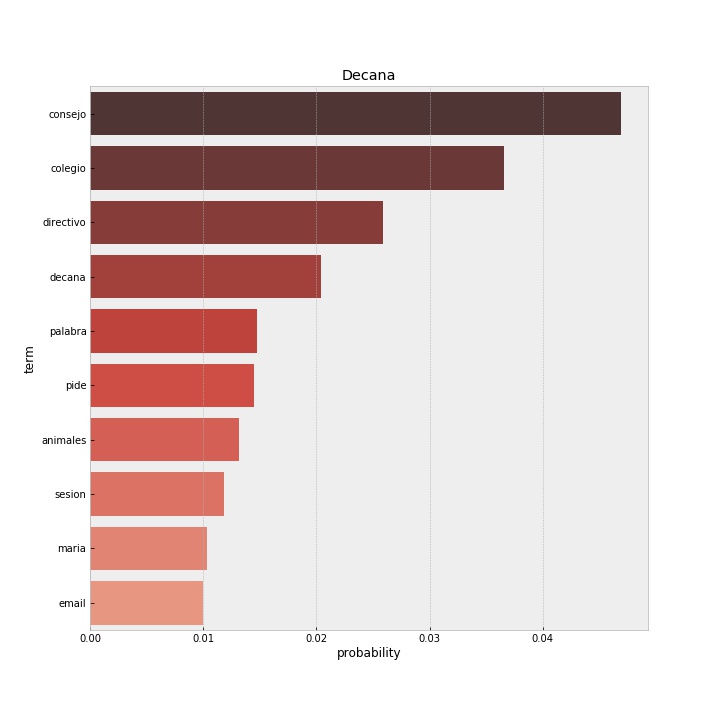 Decana
consejo
colegio
directivo
decana
palabra
pide
animales
sesion
maria
email
term
0.00 0.01 0.02 0.03 0.04
probability